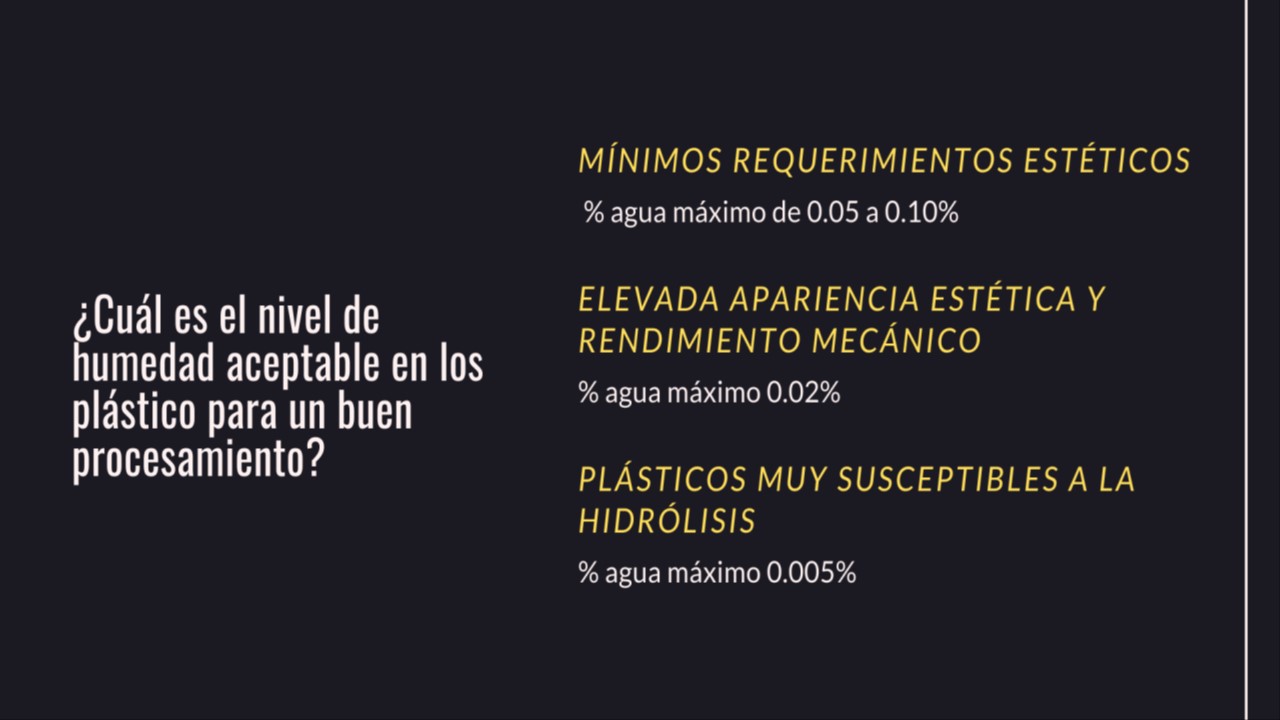 ¿Cuál es el nivel de
humedad aceptable en los
plástico para un buen
procesamiento?
MÍNIMOS REQUERIMIENTOS ESTÉTICOS
% agua máximo de 0.05 a 0.10%
ELEVADA APARIENCIA ESTÉTICA Y
RENDIMIENTO MECÁNICO
% agua máximo 0.02%
PLÁSTICOS MUY SUSCEPTIBLES A LA
HIDRÓLISIS
% agua máximo 0.005%